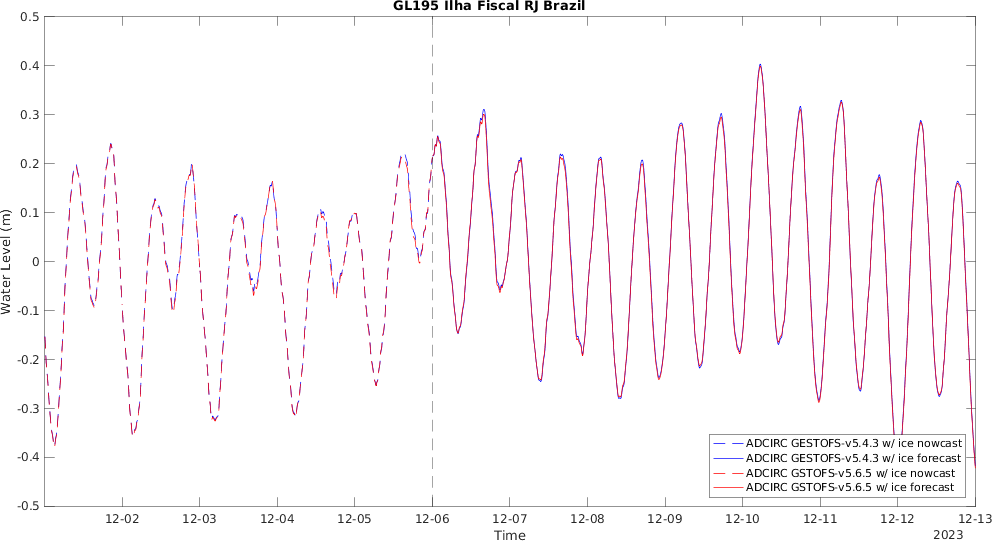 GL195 Ilha Fiscal RJ Brazil
0.5
0.4
0.3
0.2
0.1
0
-0.1
-0.2
-0.3
-0.4
-0.5
Water Level (m)
ADCIRC GESTOFS-v5.4.3 w/ ice nowcast
ADCIRC GESTOFS-v5.4.3 w/ ice forecast
ADCIRC GSTOFS-v5.6.5 w/ ice nowcast
ADCIRC GSTOFS-v5.6.5 w/ ice forecast
12-02 12-03 12-04 12-05 12-06 12-07 12-08 12-09 12-10 12-11 12-12 12-13
Time
2023